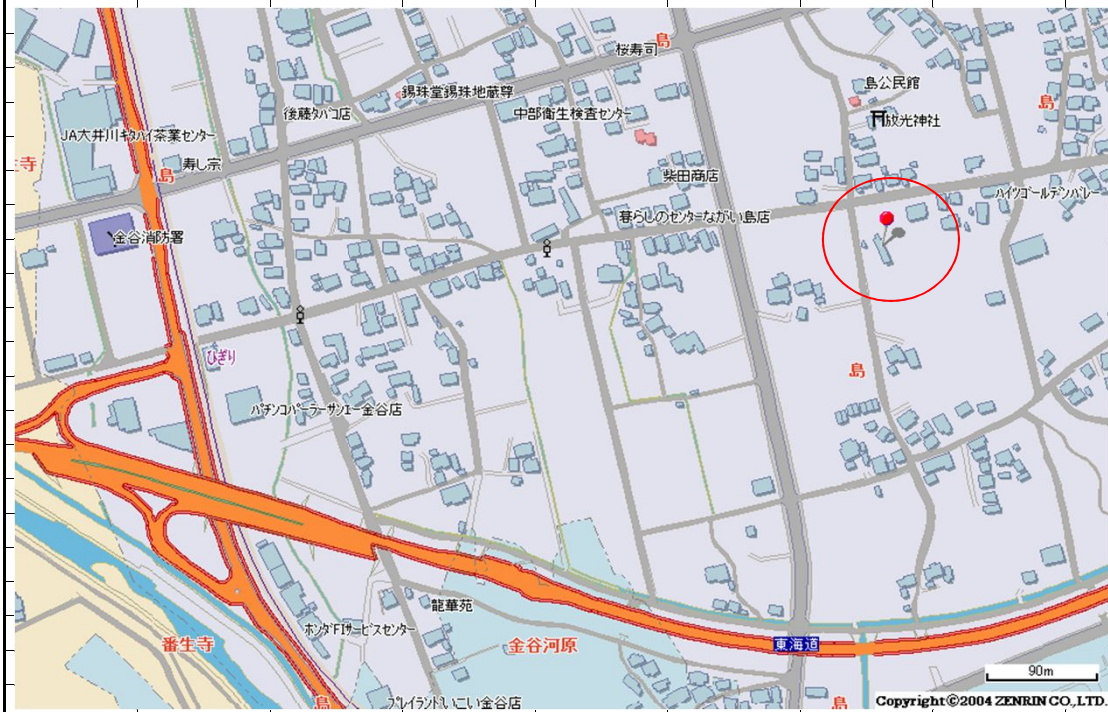 桜寿司
島
島公民館
錫珠堂錫珠地蔵尊
島
後藤タバコ店
中部衛生検査センター
放光神社
JA大井川キタハイ茶業センター
生寺
寿し宗
島
柴田商店
ハイツゴールデンバレー
暮らしのセンターながい島店
金谷消防署
ひぎり
島
パチンコパーラーサンエー金谷店
龍華苑
ホンダFIサービスセンター
番生寺
金谷河原
東海道
90m
島
プレイランドいこい金谷店
島
Copyright©2004 ZENRIN CO.,LTD.